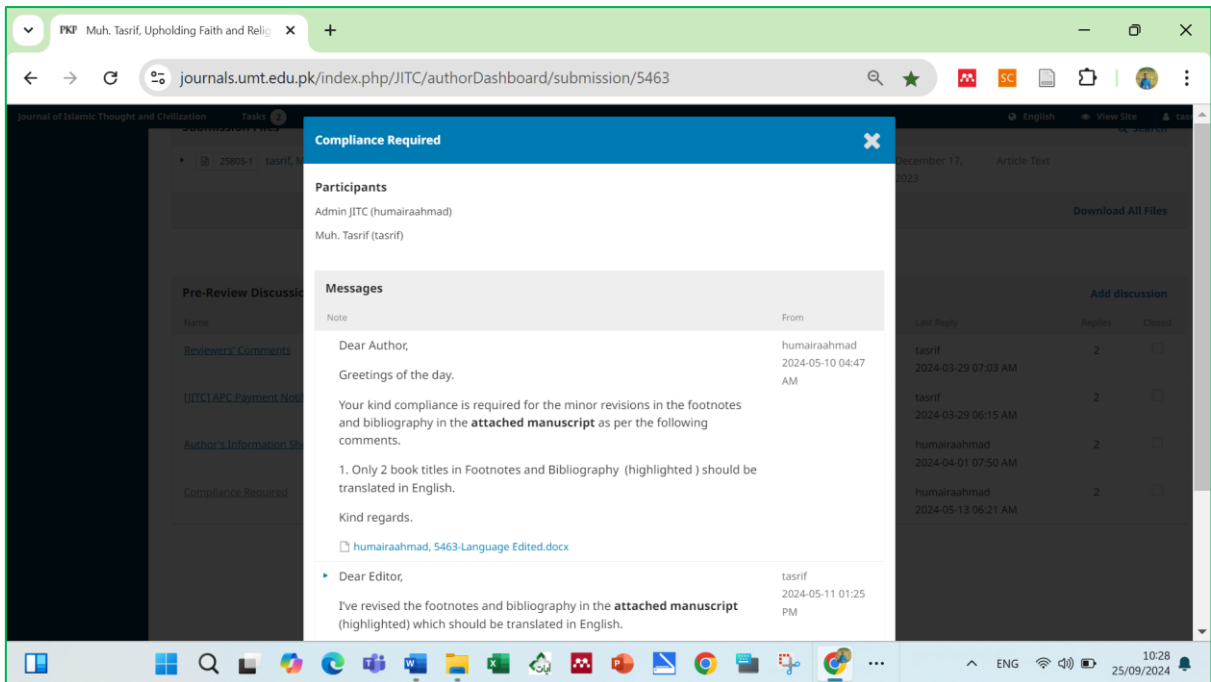 PKP Muh. Tasrif, Upholding Faith and Relig
journals.umt.edu.pk/index.php/JITC/authorDashboard/submission/5463
SC
Journal of Islamic Thought and Civilization Tasks 2 English View Site
Submission Files Search
25805-1 tasrif, M December 17, 2023 Article Text
Download All Files
Compliance Required
Participants
Admin JITC (humairaahmad)
Muh. Tasrif (tasrif)
Messages
Note From
Dear Author,
humairaahmad
2024-05-10 04:47
AM
Greetings of the day.
Your kind compliance is required for the minor revisions in the footnotes
and bibliography in the attached manuscript as per the following
comments.
1. Only 2 book titles in Footnotes and Bibliography (highlighted ) should be
translated in English.
Kind regards.
humairaahmad, 5463-Language Edited.docx
Dear Editor,
tasrif
2024-05-11 01:25
PM
I've revised the footnotes and bibliography in the attached manuscript
(highlighted) which should be translated in English.
Pre-Review Discussio Add discussion
Name Last Reply Replies Closed
Reviewers' Comments tasrif 2
2024-03-29 07:03 AM
[JITC] APC Payment Noti tasrif 2
2024-03-29 06:15 AM
Author's Information Sh humairaahmad 2
2024-04-01 07:50 AM
Compliance Required humairaahmad 2
2024-05-13 06:21 AM
ENG 10:28
25/09/2024